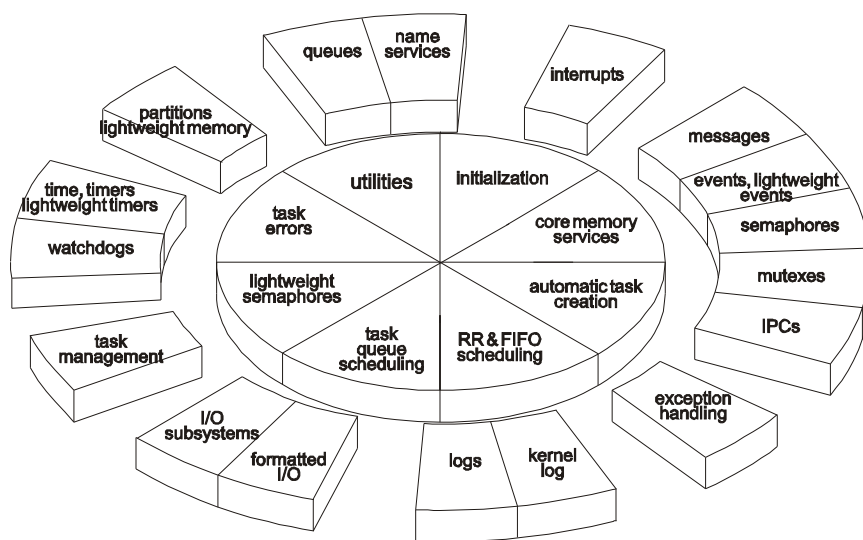 queues
name
services
interrupts
partitions
lightweight memory
messages
time, timers
lightweight timers
watchdogs
utilities
initialization
events, lightweight
events
task
errors
core memory
services
semaphores
lightweight
semaphores
automatic task
creation
mutexes
task
management
task
queue
scheduling
RR & FIFO
scheduling
IPCs
I/O
subsystems
formatted
I/O
logs
kernel
log
exception
handling